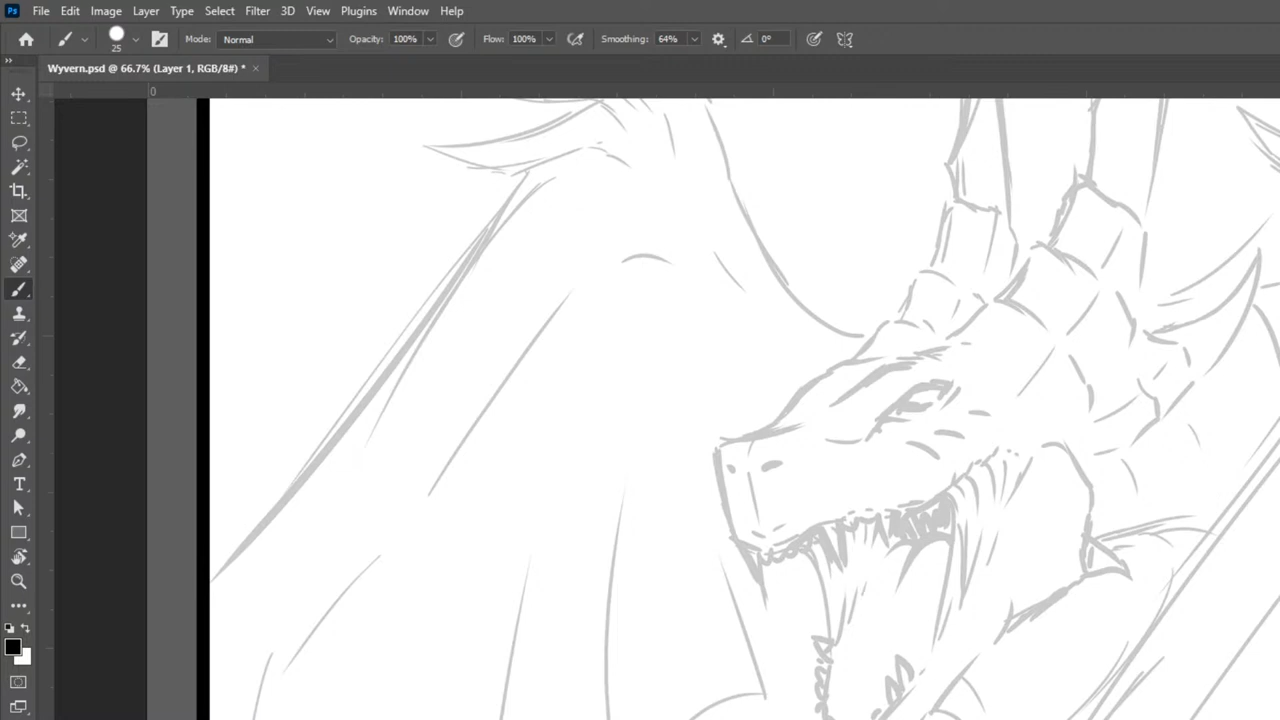 Ps File Edit Image Layer Type Select Filter 3D View Plugins Window Help
25 Mode: Normal Opacity: 100% Flow: 100% Smoothing: 64% 0°
Wyvern.psd @ 66.7% (Layer 1, RGB/8#) * ×
0
T